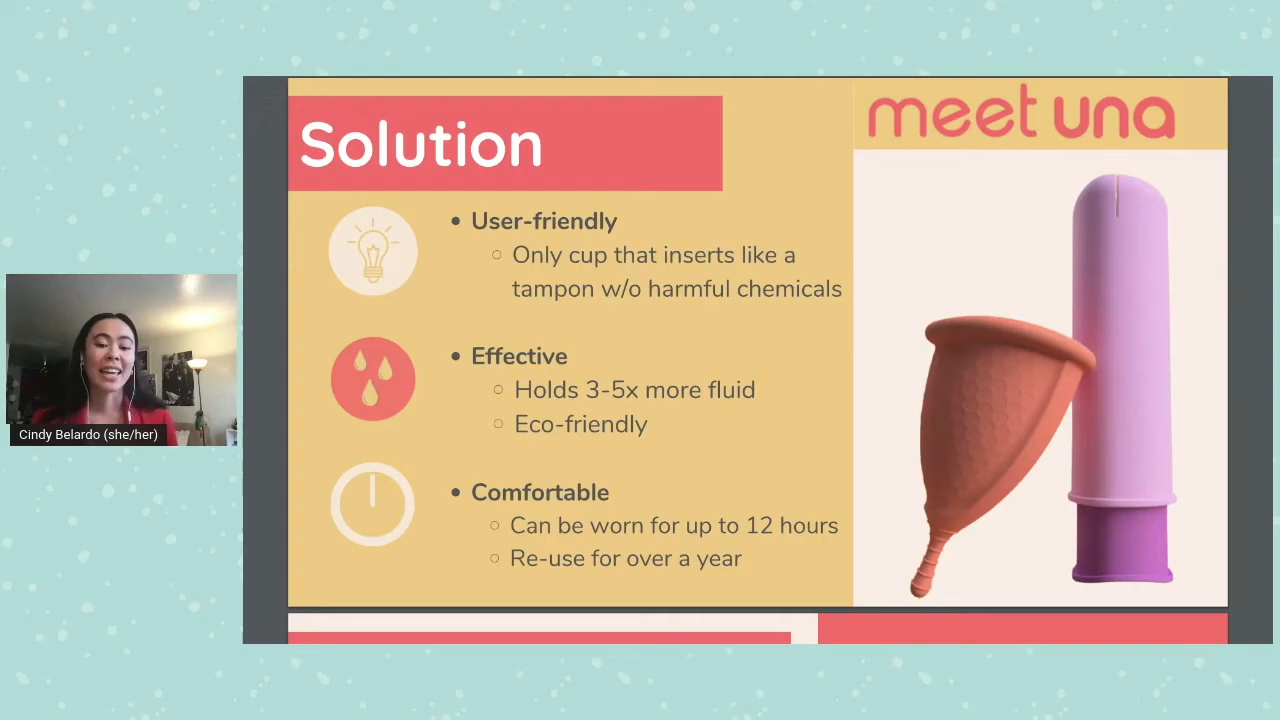 Solution
meet una
• User-friendly
○ Only cup that inserts like a
tampon w/o harmful chemicals
• Effective
○ Holds 3-5x more fluid
○ Eco-friendly
• Comfortable
○ Can be worn for up to 12 hours
○ Re-use for over a year
Cindy Belardo (she/her)